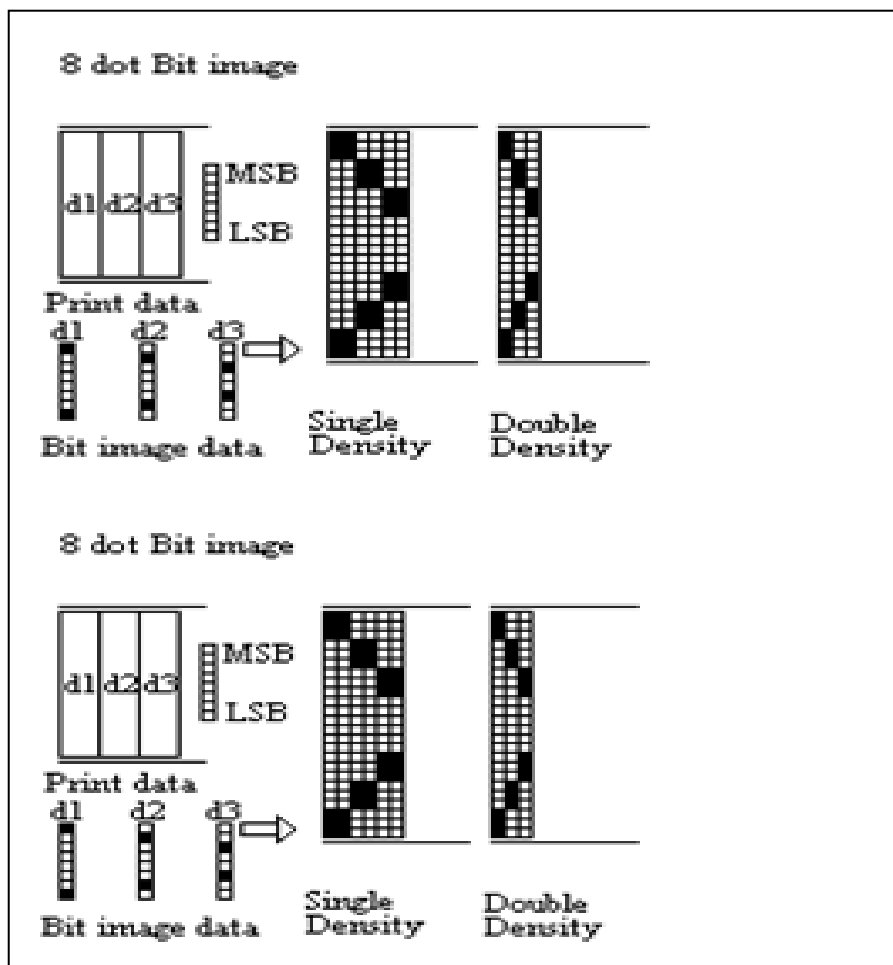 8 dot Bit image
MSB
d1 d2 d3
LSB
Print data
d1 d2 d3
Bit image data
Single Density
Double Density
8 dot Bit image
MSB
d1 d2 d3
LSB
Print data
d1 d2 d3
Bit image data
Single Density
Double Density